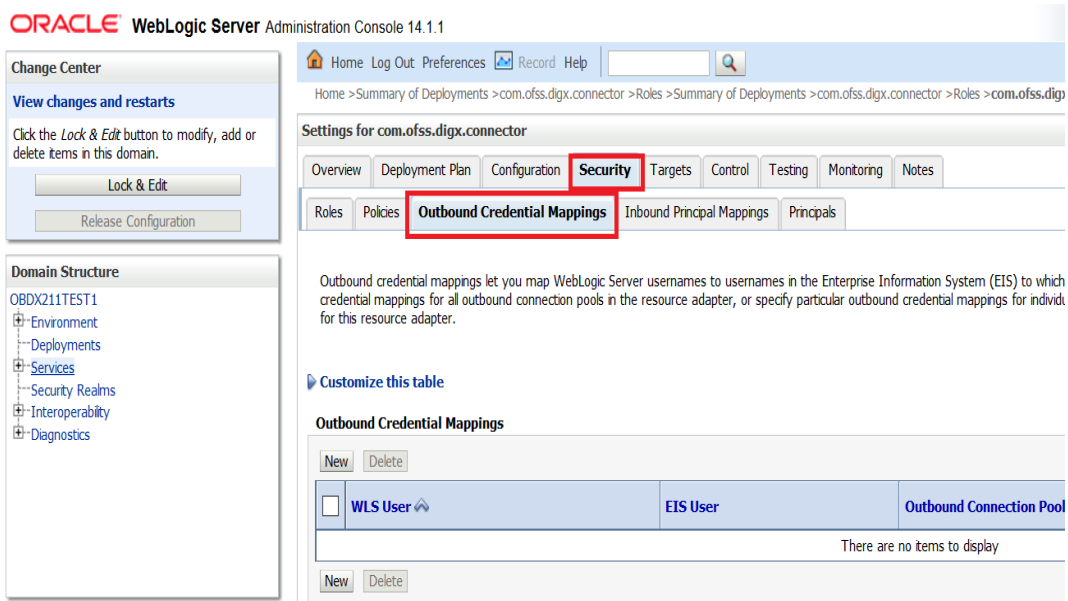 ORACLE WebLogic Server Administration Console 14.1.1
Change Center
View changes and restarts
Click the Lock & Edit button to modify, add or
delete items in this domain.
Lock & Edit
Release Configuration
Domain Structure
OBDX211TEST1
Environment
Deployments
Services
Security Realms
Interoperability
Diagnostics
Home Log Out Preferences Record Help
Home >Summary of Deployments >com.ofss.digx.connector >Roles >Summary of Deployments >com.ofss.digx.connector >Roles >com.ofss.digx
Settings for com.ofss.digx.connector
Overview Deployment Plan Configuration Security Targets Control Testing Monitoring Notes
Roles Policies Outbound Credential Mappings Inbound Principal Mappings Principals
Outbound credential mappings let you map WebLogic Server usernames to usernames in the Enterprise Information System (EIS) to which
credential mappings for all outbound connection pools in the resource adapter, or specify particular outbound credential mappings for individu
for this resource adapter.
Customize this table
Outbound Credential Mappings
New Delete
WLS User EIS User Outbound Connection Pool
There are no items to display
New Delete